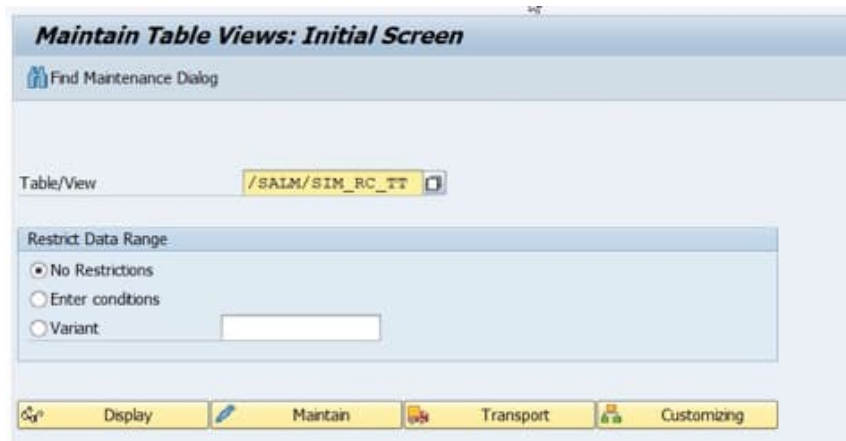 Maintain Table Views: Initial Screen
Find Maintenance Dialog
Table/View /SALM/SIM_RC_TT
Restrict Data Range
No Restrictions
Enter conditions
Variant
Display Maintain Transport Customizing